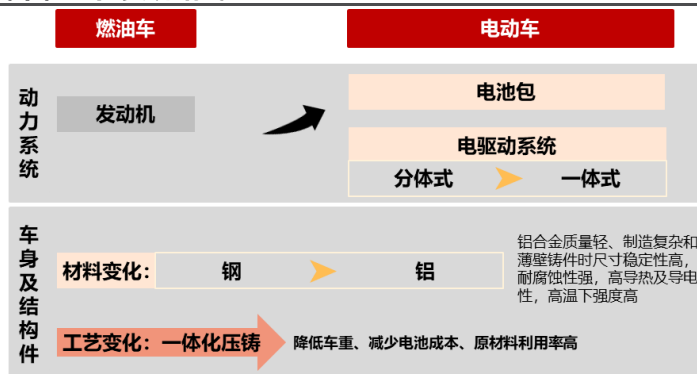 燃油车
电动车
动力系统
发动机
电池包
电驱动系统
分体式
一体式
车身及结构件
材料变化：
钢
铝
铝合金质量轻、制造复杂和
薄壁铸件时尺寸稳定性高，
耐腐蚀性强，高导热及导电
性，高温下强度高
工艺变化：一体化压铸
降低车重、减少电池成本、原材料利用率高